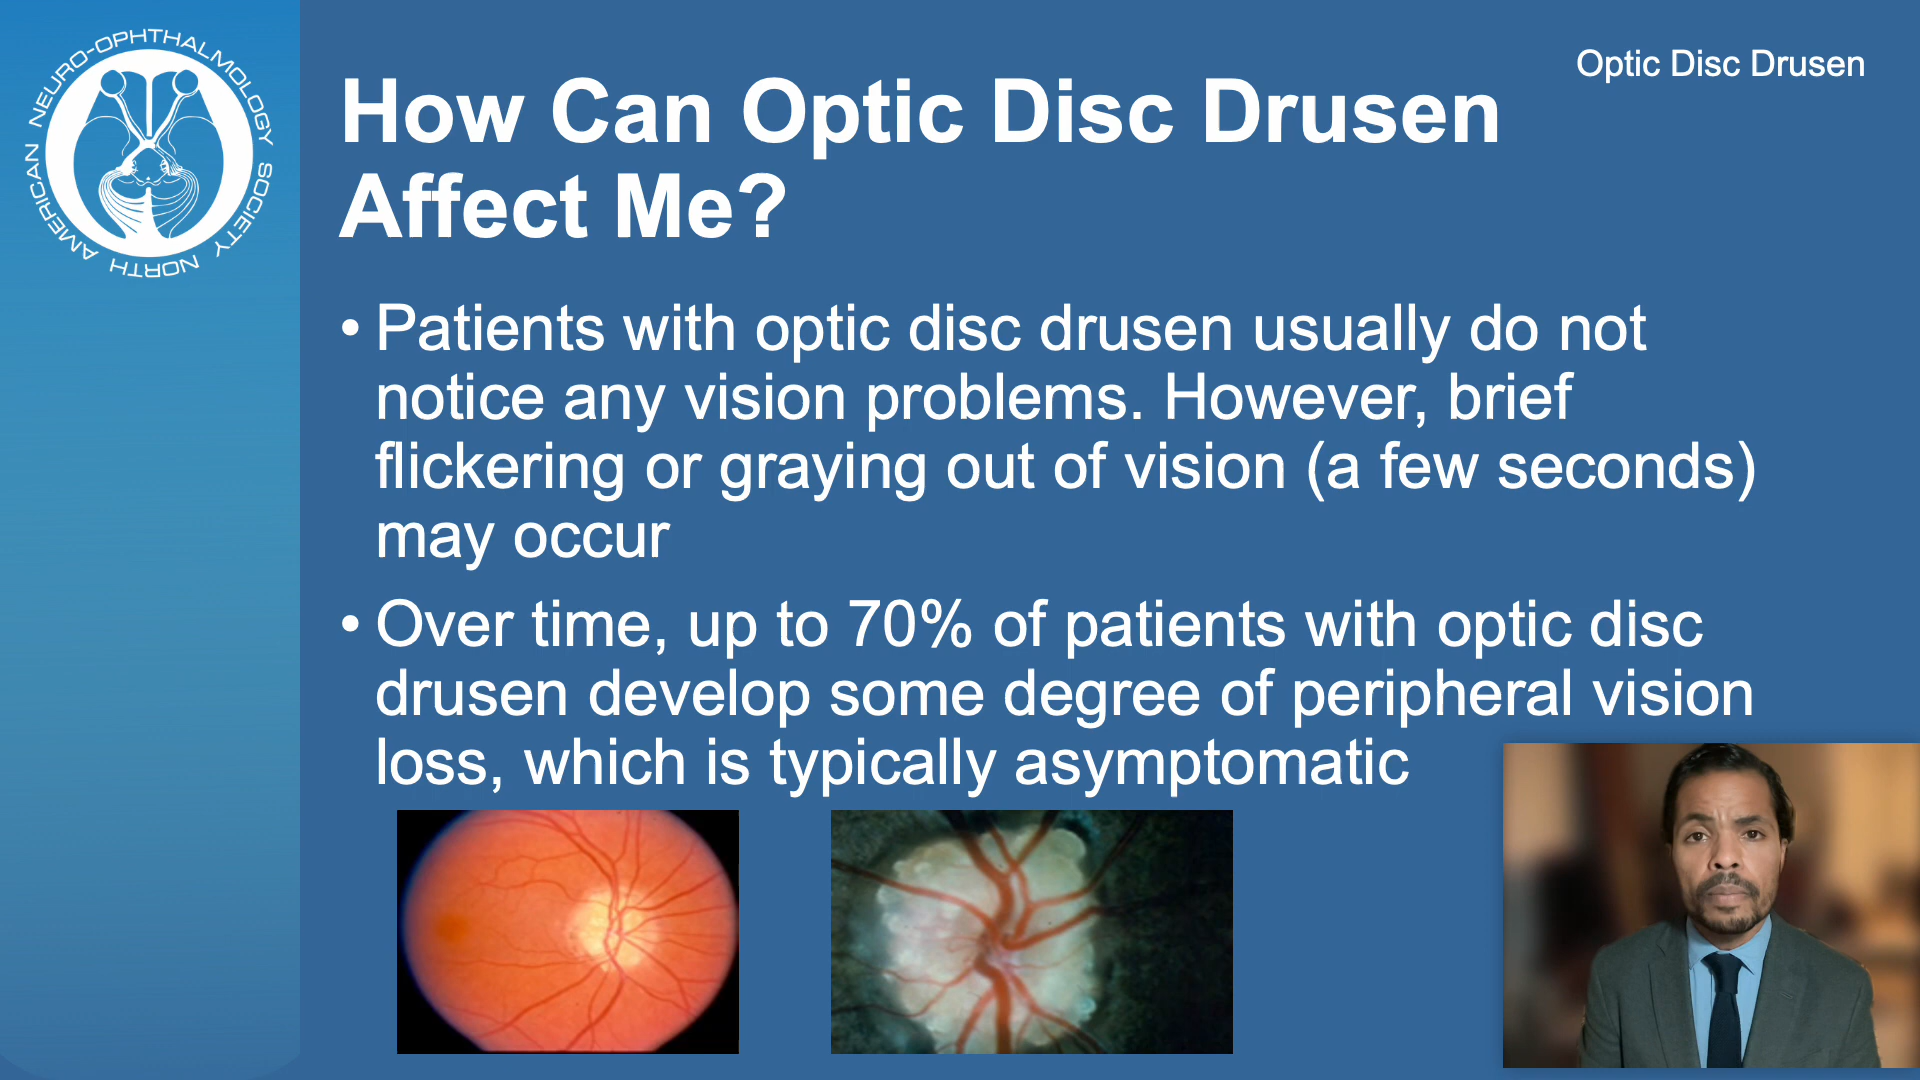 NORTH AMERICAN NEURO-OPHTHALMOLOGY SOCIETY
Optic Disc Drusen
How Can Optic Disc Drusen
Affect Me?
• Patients with optic disc drusen usually do not
notice any vision problems. However, brief
flickering or graying out of vision (a few seconds)
may occur
• Over time, up to 70% of patients with optic disc
drusen develop some degree of peripheral vision
loss, which is typically asymptomatic